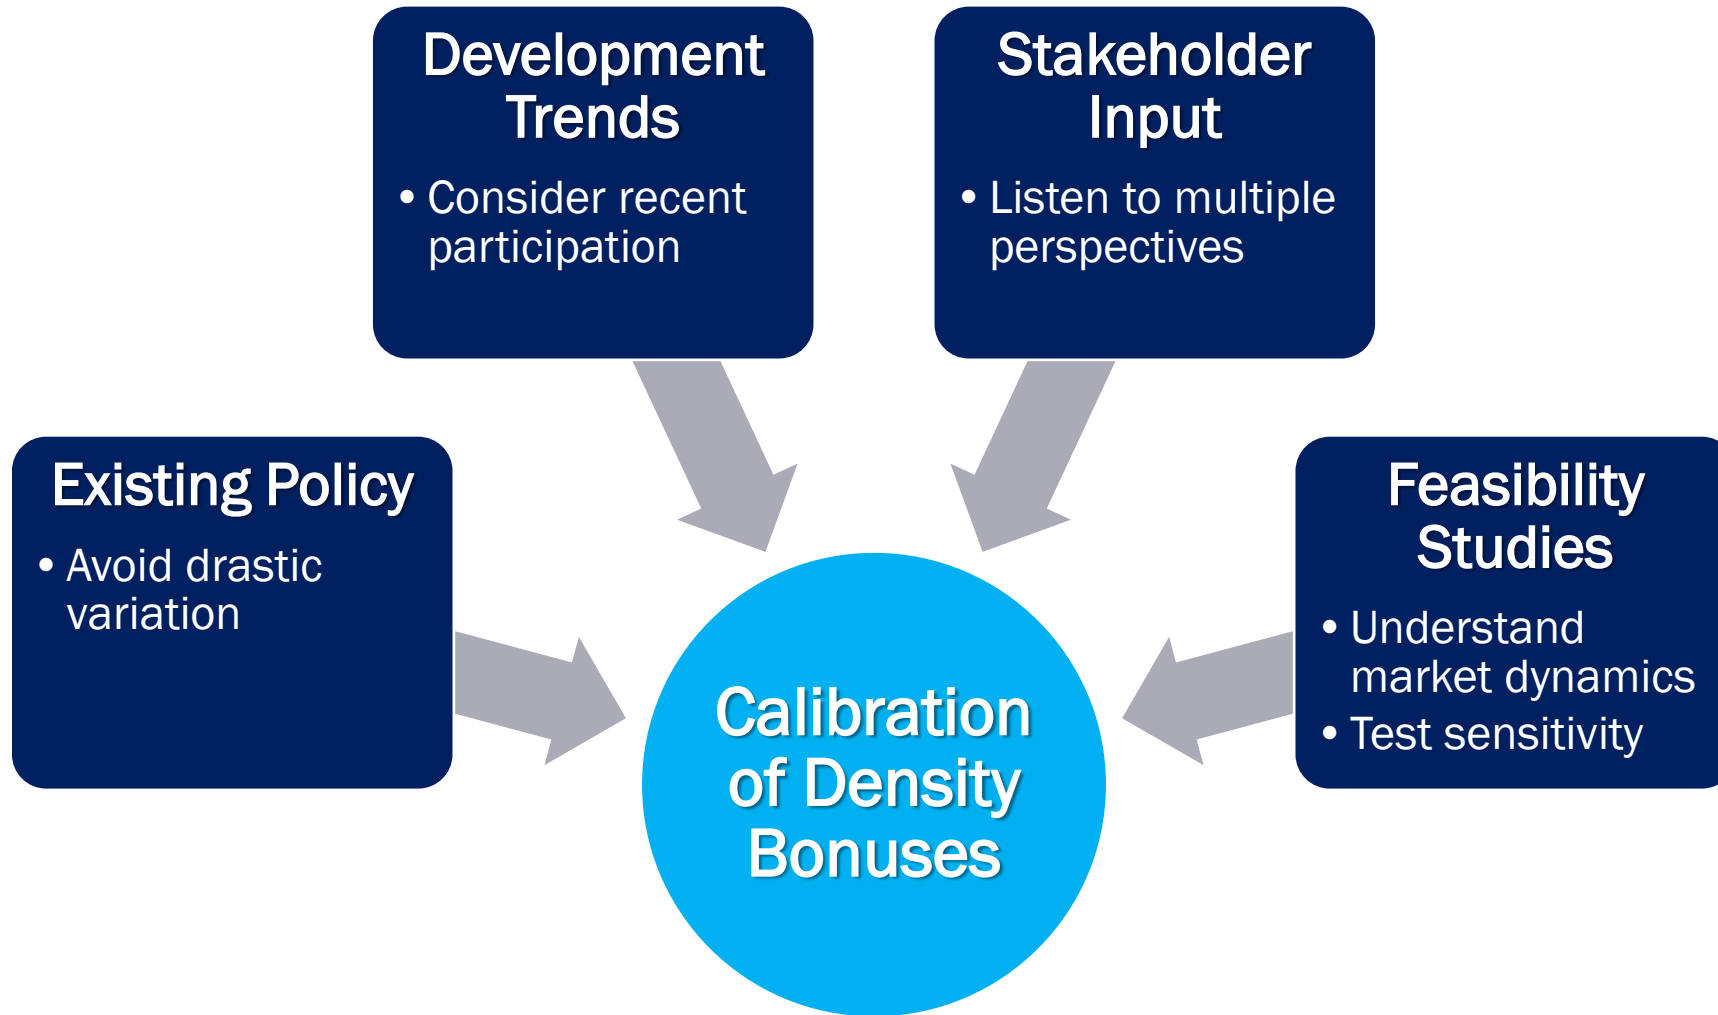 Development
Trends
• Consider recent
participation
Stakeholder
Input
• Listen to multiple
perspectives
Existing Policy
• Avoid drastic
variation
Feasibility
Studies
• Understand
market dynamics
• Test sensitivity
Calibration
of Density
Bonuses